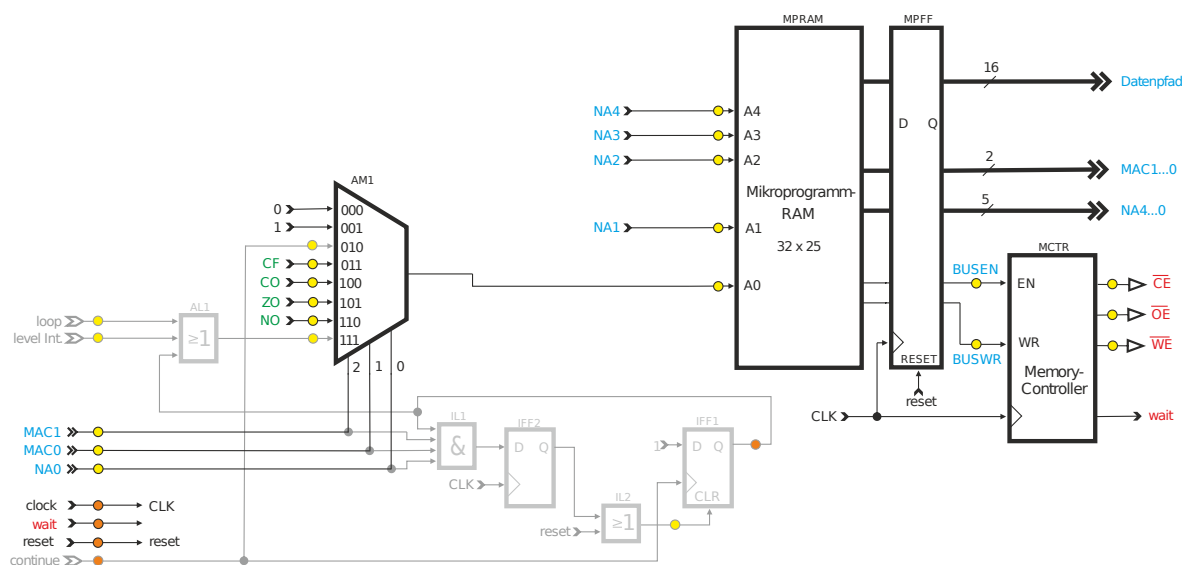 MPRAM
MPFF
16
Datenpfad
NA4
A4
NA3
A3
D Q
NA2
A2
2
MAC1...0
Mikroprogramm-
RAM
32 x 25
5
NA4...0
NA1
A1
AM1
0
000
1
001
010
CF
011
CO
100
ZO
101
NO
110
111
A0
MCTR
BUSEN
EN
CE
OE
WR
WE
BUSWR
Memory-
Controller
RESET
reset
CLK
wait
AL1
loop
level Int.
≥1
2 1 0
MAC1
MAC0
NA0
IL1
&
IFF2
D Q
CLK
IFF1
1
D Q
CLR
IL2
≥1
reset
clock
CLK
wait
reset
reset
continue